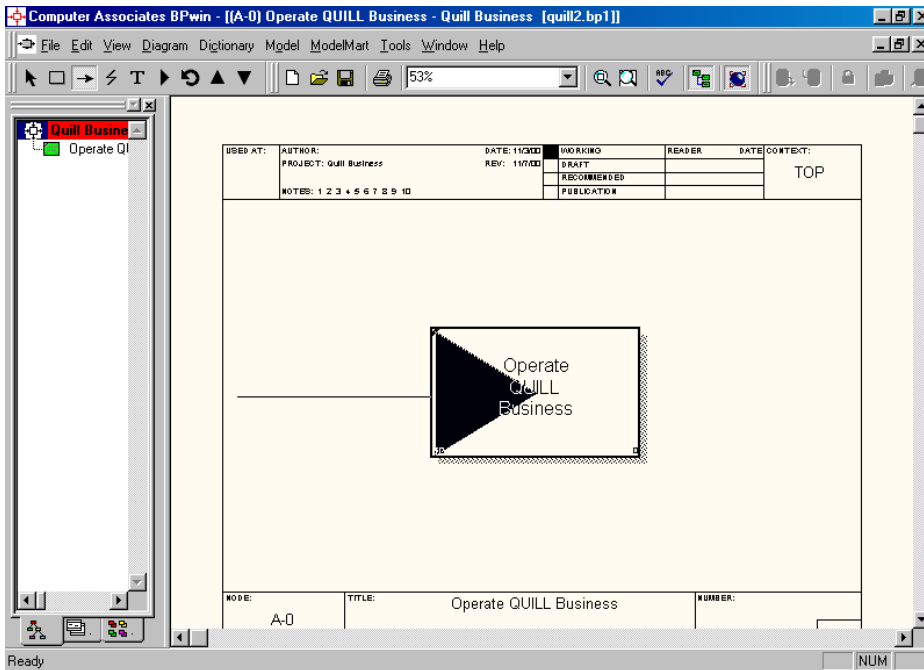 Computer Associates BPwin - [(A-0) Operate QUILL Business - Quill Business [quill2.bp1]]
File Edit View Diagram Dictionary Model ModelMart Tools Window Help
T 53% ABC
Quill Busine
Operate Q
USED AT: AUTHOR: DATE: 11/3/00 WORKING READER DATE CONTEXT:
PROJECT: Quill Business REV: 11/7/00 DRAFT
TOP
RECOMMENDED
NOTES: 1 2 3 4 5 6 7 8 9 10 PUBLICATION
Operate
QUILL
Business
NODE: TITLE: NUMBER:
Operate QUILL Business
A-0
Ready NUM